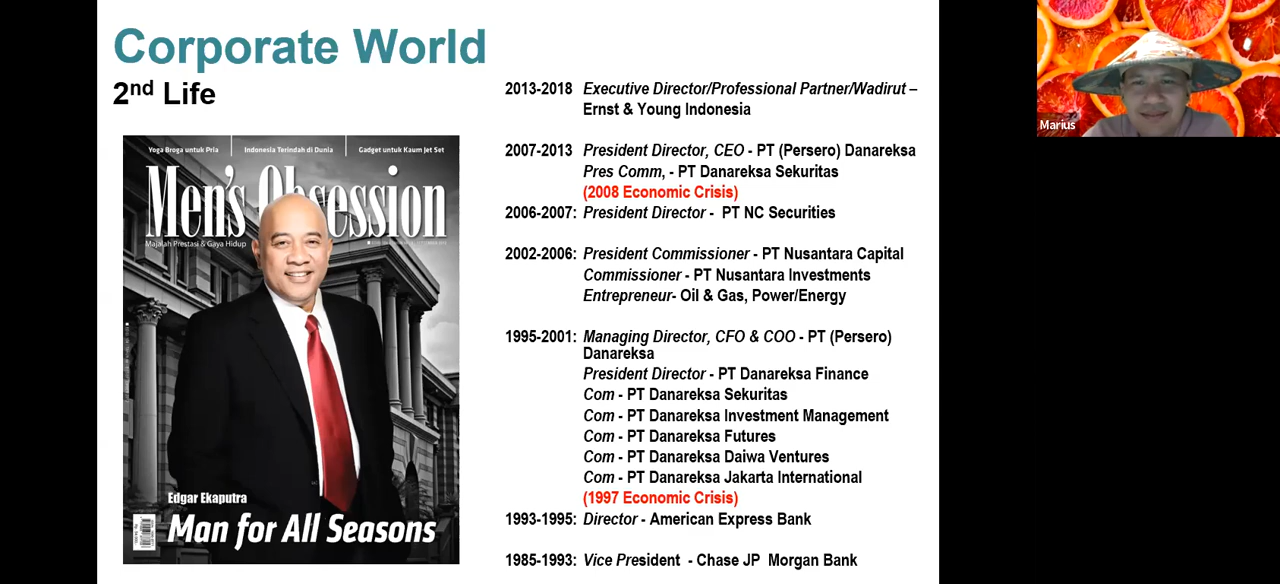 Corporate World
2nd Life
Yoga Broga untuk Pria
Indonesia Terindah di Dunia
Gadget untuk Kaum Jet Set
Men's Obsession
Majalah Prestasi & Gaya Hidup
Edgar Ekaputra
Man for All Seasons
2013-2018 Executive Director/Professional Partner/Wadirut –
Ernst & Young Indonesia
2007-2013 President Director, CEO - PT (Persero) Danareksa
Pres Comm, - PT Danareksa Sekuritas
(2008 Economic Crisis)
2006-2007: President Director - PT NC Securities
2002-2006: President Commissioner - PT Nusantara Capital
Commissioner - PT Nusantara Investments
Entrepreneur- Oil & Gas, Power/Energy
1995-2001: Managing Director, CFO & COO - PT (Persero)
Danareksa
President Director - PT Danareksa Finance
Com - PT Danareksa Sekuritas
Com - PT Danareksa Investment Management
Com - PT Danareksa Futures
Com - PT Danareksa Daiwa Ventures
Com - PT Danareksa Jakarta International
(1997 Economic Crisis)
1993-1995: Director - American Express Bank
1985-1993: Vice President - Chase JP Morgan Bank
Marius